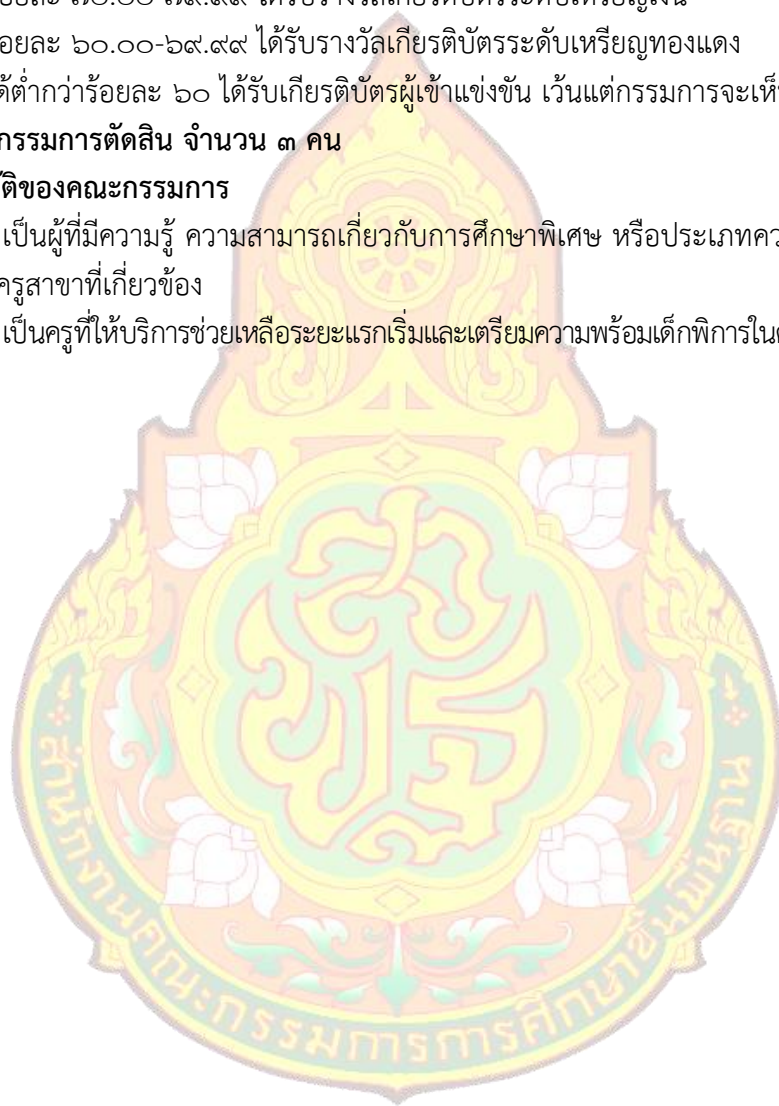 ๗๐.๐๐-๗๙.๙๙ ได้รับรางวัลเกียรติบัตรระดับเหรียญเงิน
อยละ ๖๐.๐๐-๖๙.๙๙ ได้รับรางวัลเกียรติบัตรระดับเหรียญทองแดง
ด้ต่ำกว่าร้อยละ ๖๐ ได้รับเกียรติบัตรผู้เข้าแข่งขัน เว้นแต่กรรมการจะเห็
กรรมการตัดสิน จำนวน ๓ คน
ัติของคณะกรรมการ
เป็นผู้ที่มีความรู้ ความสามารถเกี่ยวกับการศึกษาพิเศษ หรือประเภทคว
ครูสาขาที่เกี่ยวข้อง
เป็นครูที่ให้บริการช่วยเหลือระยะแรกเริ่มและเตรียมความพร้อมเด็กพิการใน
สพฐ
สำนักงานคณะกรรมการการศึกษาขั้นพื้นฐาน